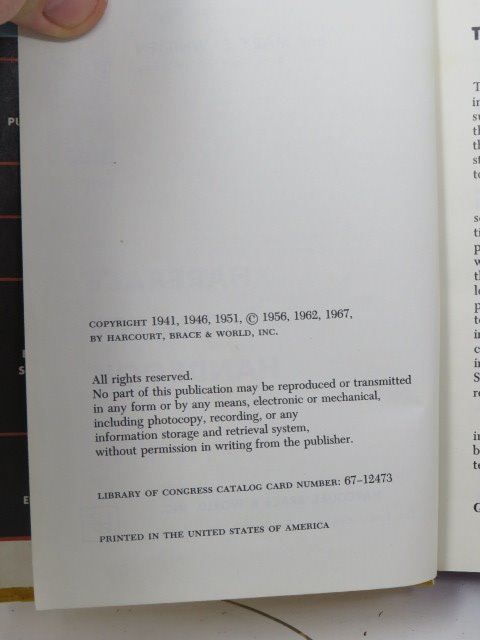 COPYRIGHT 1941, 1946, 1951, © 1956, 1962, 1967,
BY HARCOURT, BRACE & WORLD, INC.
All rights reserved.
No part of this publication may be reproduced or transmitted
in any form or by any means, electronic or mechanical,
including photocopy, recording, or any
information storage and retrieval system,
without permission in writing from the publisher.
LIBRARY OF CONGRESS CATALOG CARD NUMBER: 67–12473
PRINTED IN THE UNITED STATES OF AMERICA